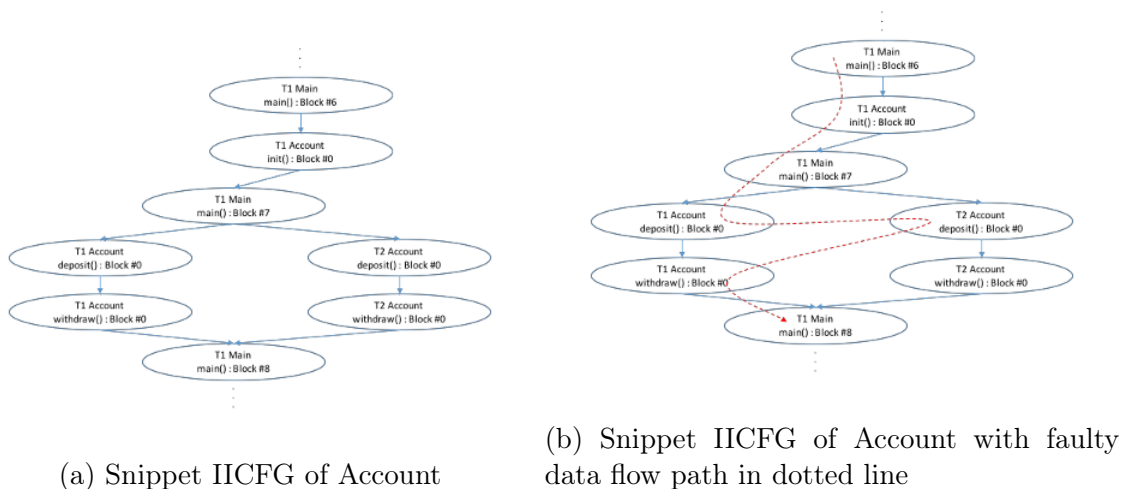 T1 Main
main() : Block #6
T1 Account
init() : Block #0
T1 Main
main() : Block #7
T1 Account
deposit() : Block #0
T2 Account
deposit() : Block #0
T1 Account
withdraw() : Block #0
T2 Account
withdraw() : Block #0
T1 Main
main() : Block #8
(a) Snippet IICFG of Account
T1 Main
main() : Block #6
T1 Account
init() : Block #0
T1 Main
main() : Block #7
T1 Account
deposit() : Block #0
T2 Account
deposit() : Block #0
T1 Account
withdraw() : Block #0
T2 Account
withdraw() : Block #0
T1 Main
main() : Block #8
(b) Snippet IICFG of Account with faulty
data flow path in dotted line